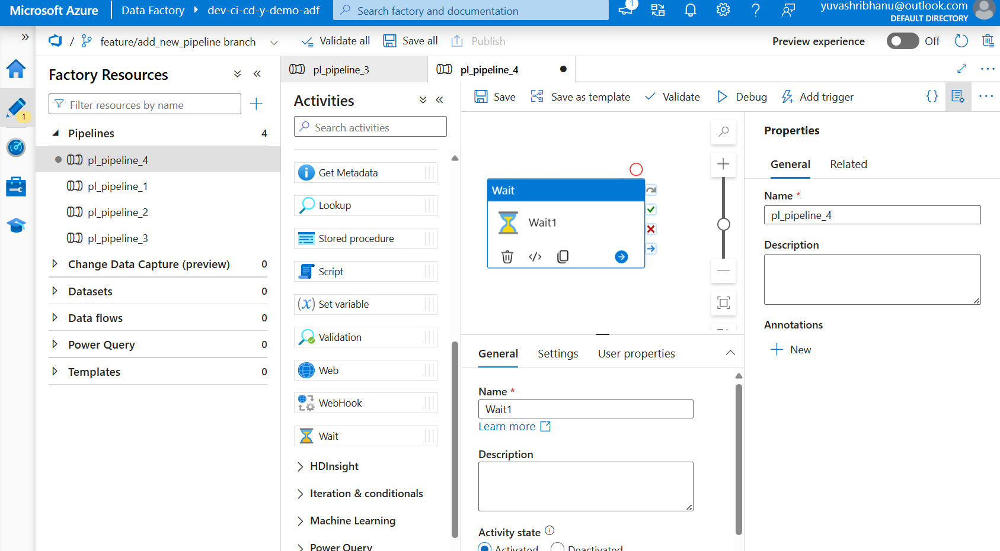 Microsoft Azure
Data Factory
dev-ci-cd-y-demo-adf
Search factory and documentation
1
yuvashribhanu@outlook.com
DEFAULT DIRECTORY
/ feature/add_new_pipeline branch
Validate all
Save all
Publish
Preview experience
Off
1
Factory Resources
Filter resources by name
Pipelines 4
pl_pipeline_4
pl_pipeline_1
pl_pipeline_2
pl_pipeline_3
Change Data Capture (preview) 0
Datasets 0
Data flows 0
Power Query 0
Templates 0
pl_pipeline_3
pl_pipeline_4
Activities
Search activities
Get Metadata
Lookup
Stored procedure
Script
(x) Set variable
Validation
Web
WebHook
Wait
HDInsight
Iteration & conditionals
Machine Learning
Power Query
Save
Save as template
Validate
Debug
Add trigger
{}
Wait
Wait1
General
Settings
User properties
Name *
Wait1
Learn more
Description
Activity state
Activated
Deactivated
Properties
General
Related
Name *
pl_pipeline_4
Description
Annotations
New